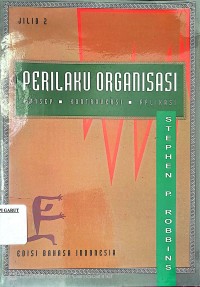 JILID 2
PERILAKU ORGANISASI
KONSEP ■ KONTROVERSI ■ APLIKASI
STEPHEN P. ROBBINS
EDISI BAHASA INDONESIA